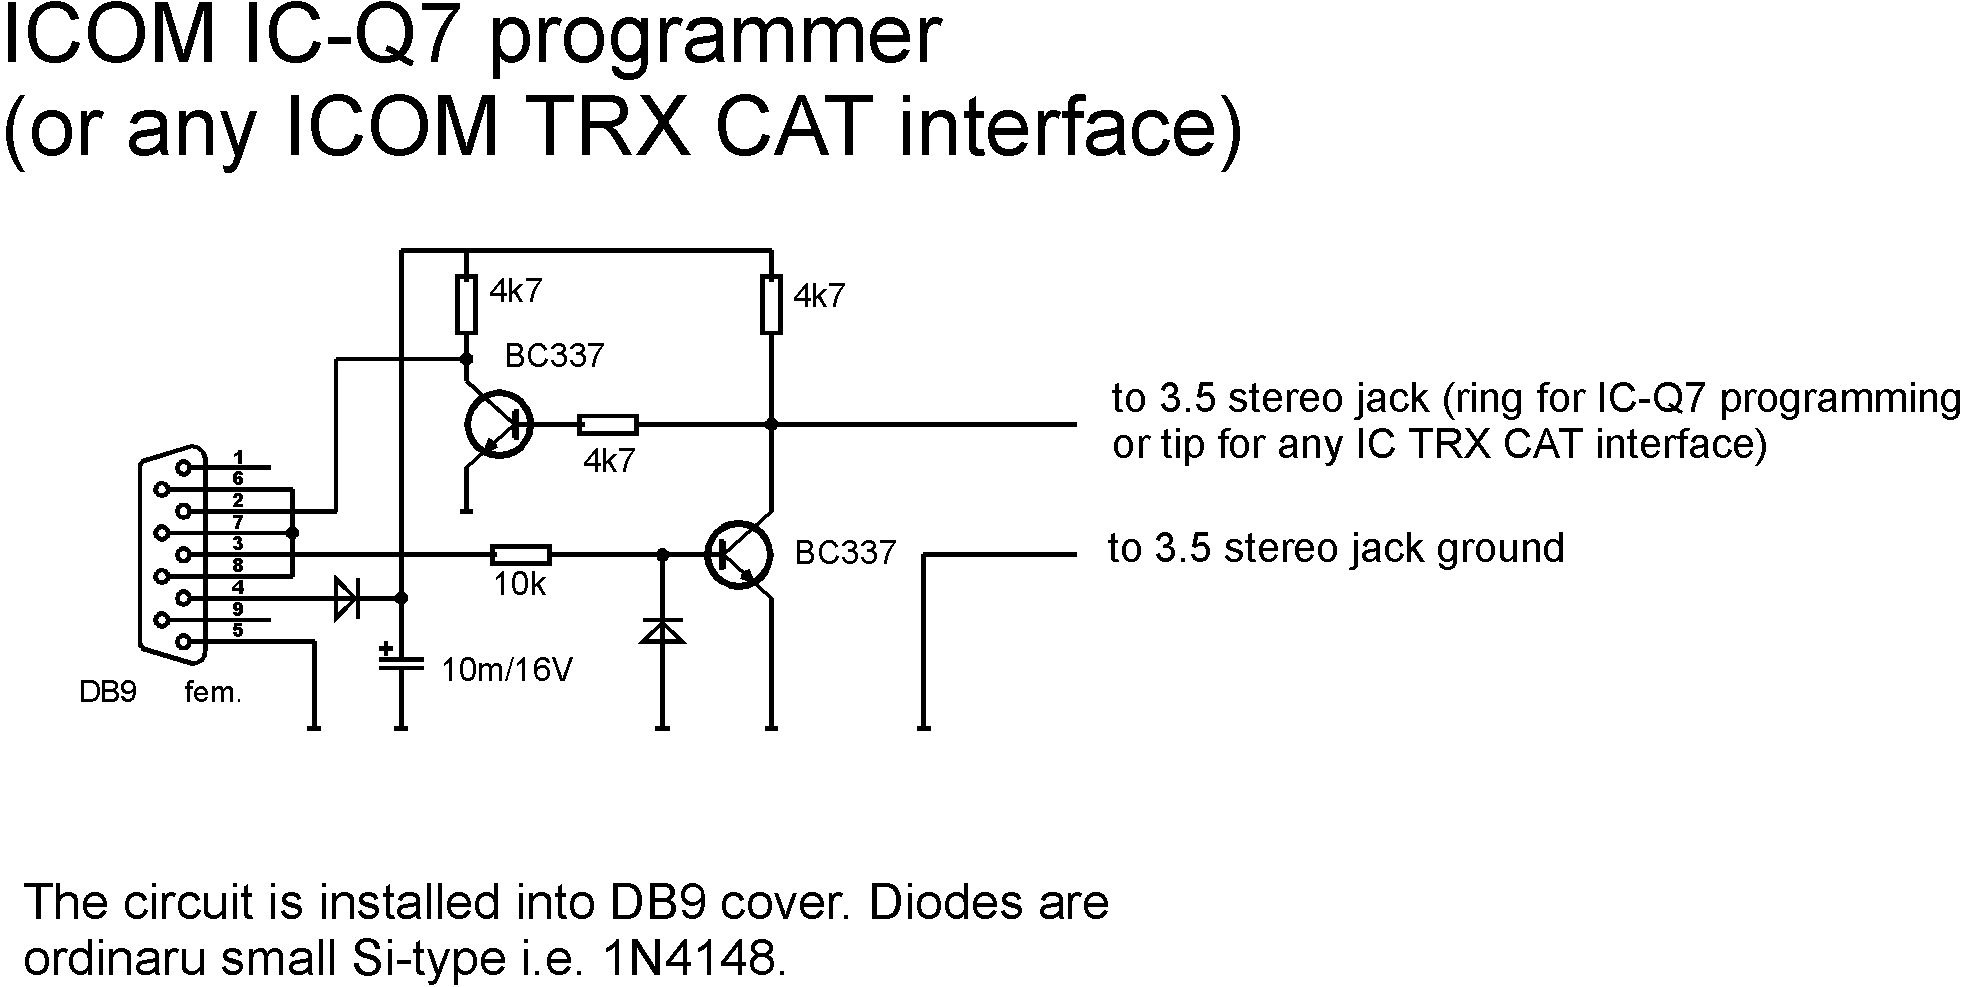 ICOM IC-Q7 programmer
(or any ICOM TRX CAT interface)
4k7
4k7
BC337
to 3.5 stereo jack (ring for IC-Q7 programming
or tip for any IC TRX CAT interface)
4k7
1
6
2
7
3
8
4
9
5
10k
BC337
to 3.5 stereo jack ground
+
10m/16V
DB9 fem.
The circuit is installed into DB9 cover. Diodes are
ordinaru small Si-type i.e. 1N4148.